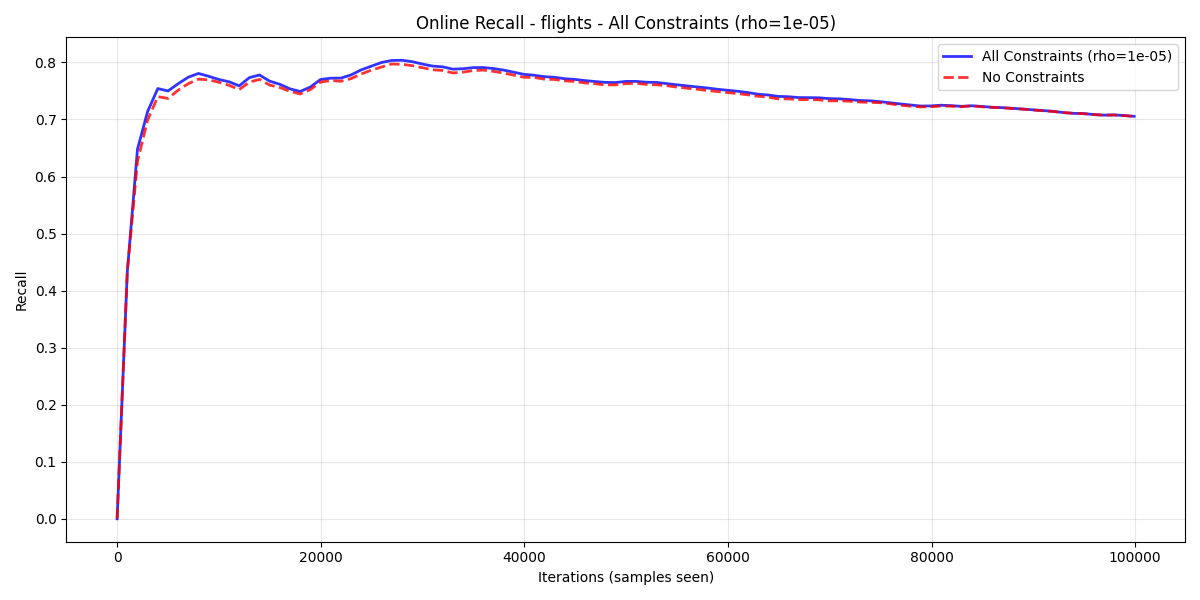 Online Recall - flights - All Constraints (rho=1e-05)
All Constraints (rho=1e-05)
No Constraints
Recall
0.8
0.7
0.6
0.5
0.4
0.3
0.2
0.1
0.0
0 20000 40000 60000 80000 100000
Iterations (samples seen)